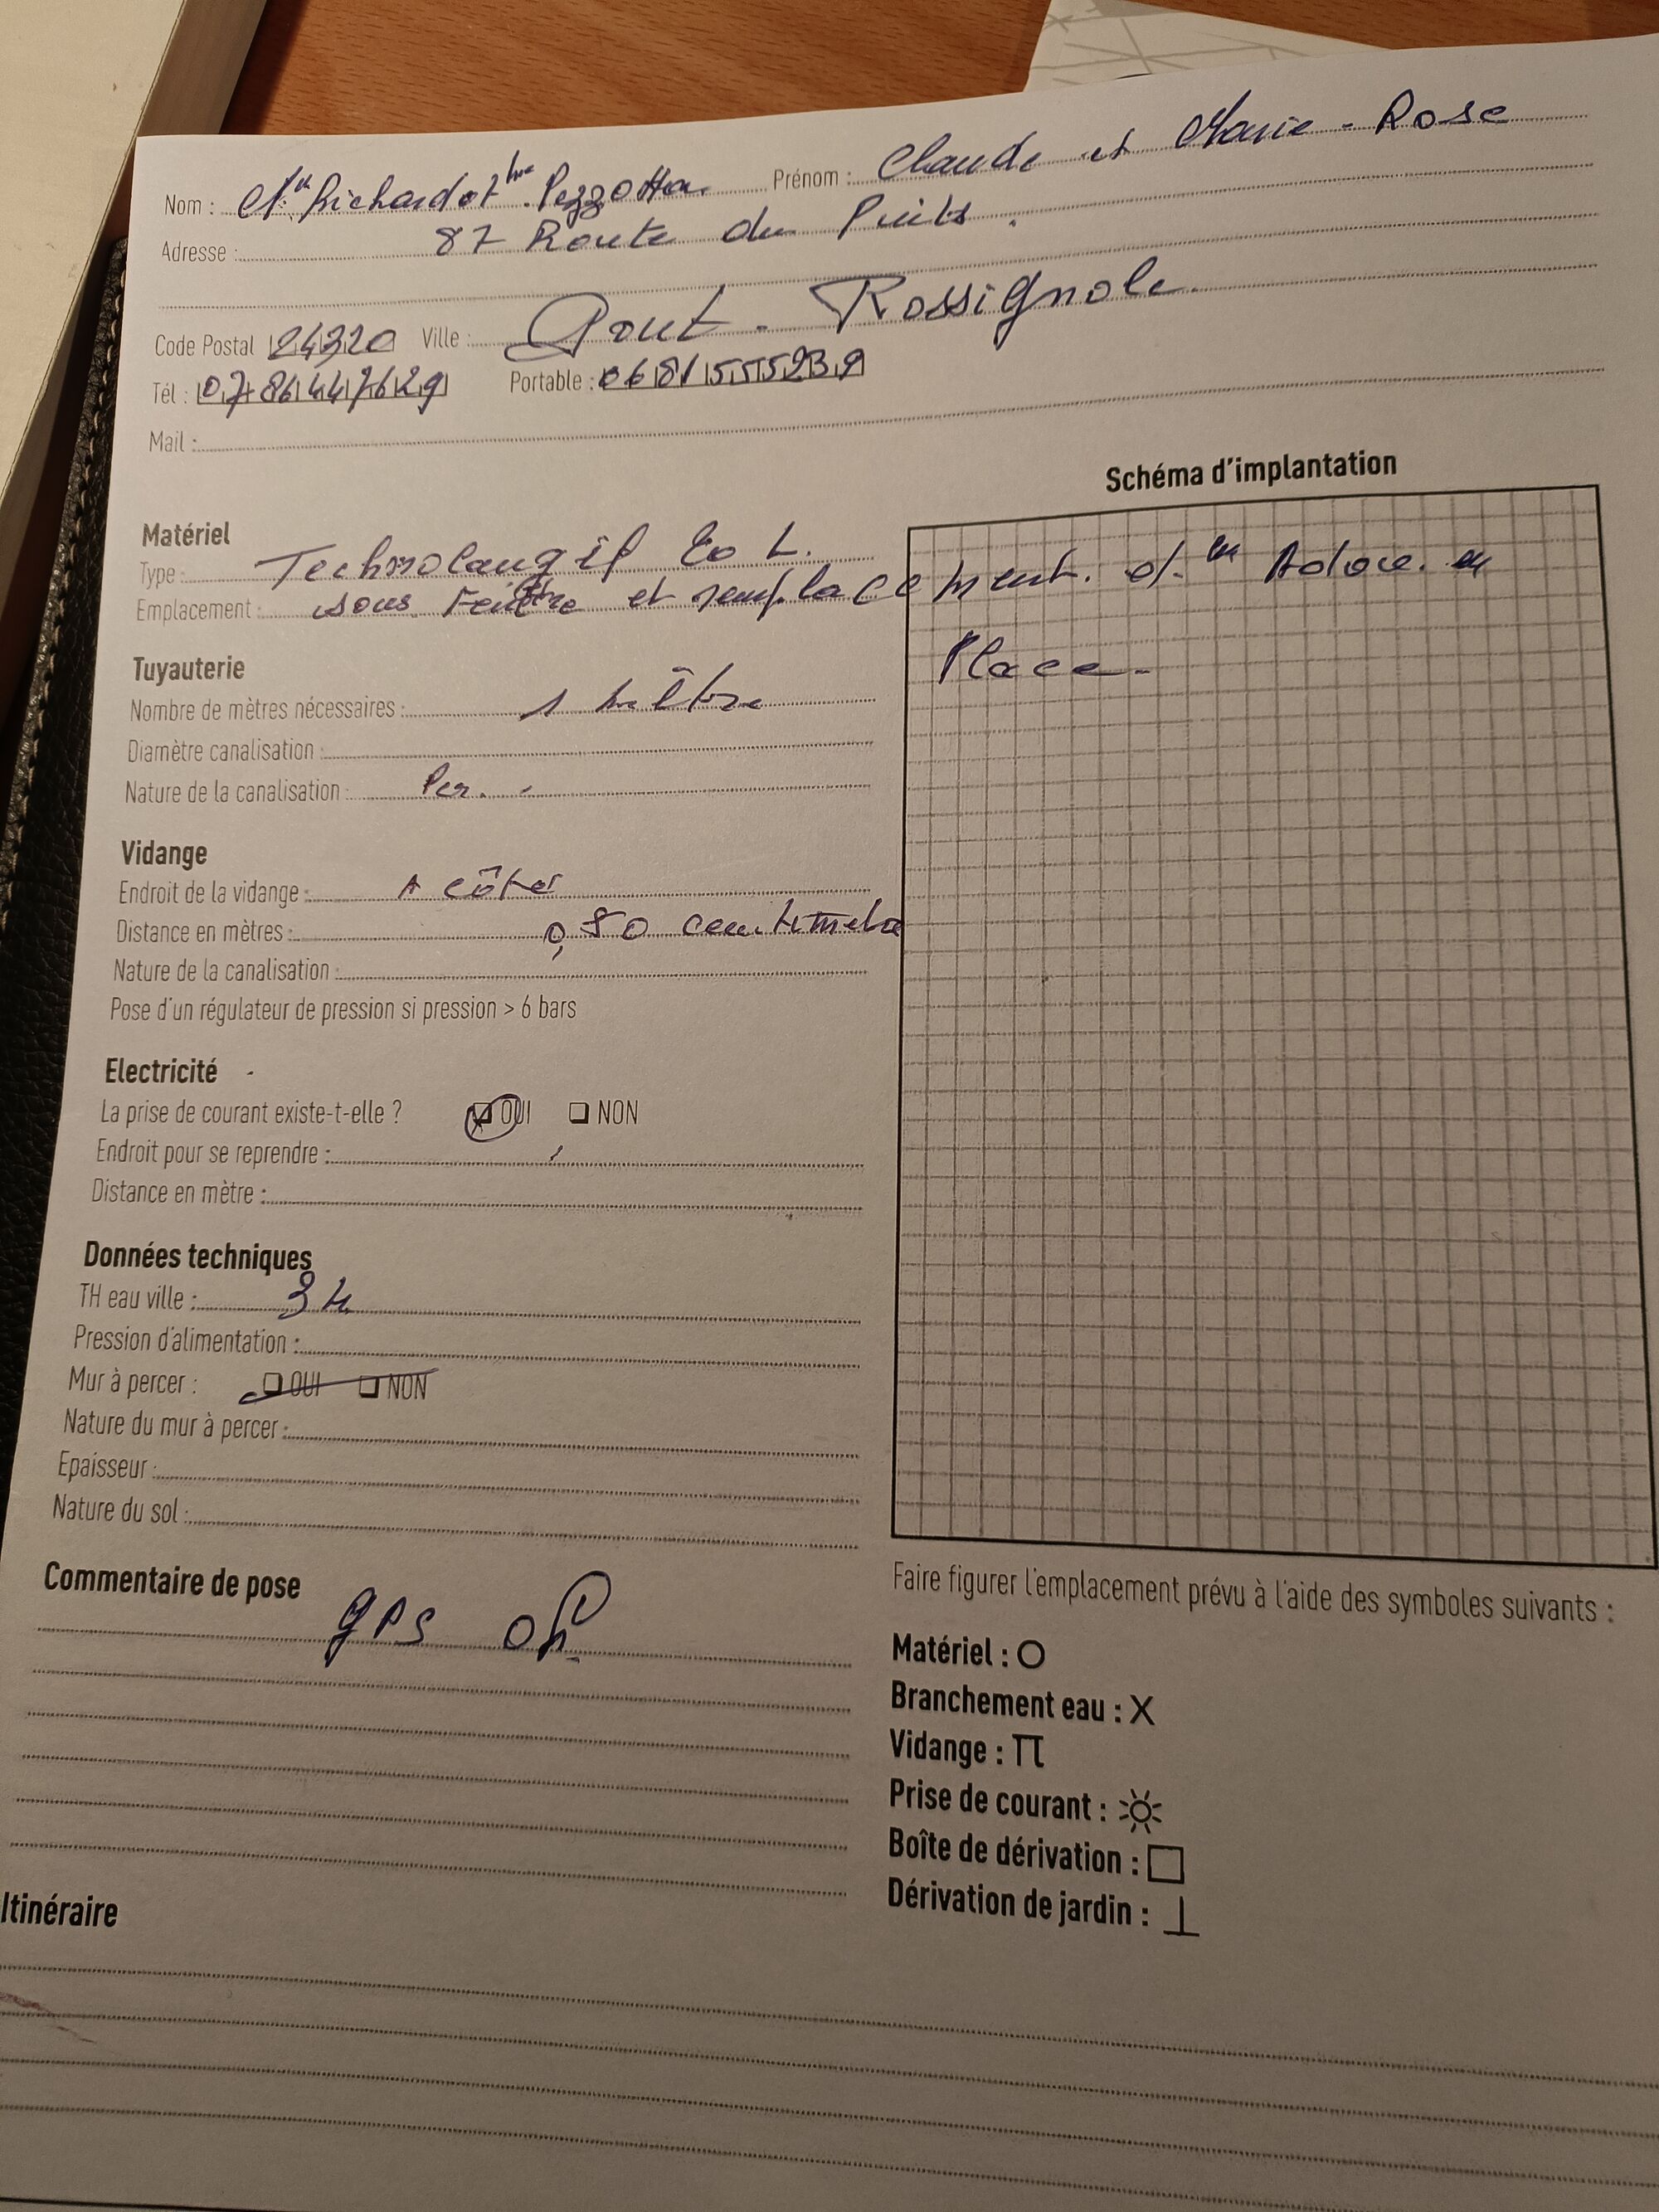 Nom : Mr Richardot Mme Pezzotta Prénom : Claude et Marie-Rose
Adresse : 87 Route du Puits.
Code Postal 24320 Ville : Pont-Rossignole
Tél : 0786447629 Portable : 0681555239
Mail :
Schéma d'implantation
Matériel
Type : 20 L.
Emplacement : sous Fenêtre et remplacement. d. un Adouc. en
Place-
Tuyauterie
Nombre de mètres nécessaires : 1 mêtre
Diamètre canalisation :
Nature de la canalisation : Per.
Vidange
Endroit de la vidange : A côter
Distance en mètres : 0,50 centimetre
Nature de la canalisation :
Pose d'un régulateur de pression si pression > 6 bars
Electricité
La prise de courant existe-t-elle ? OUI NON
Endroit pour se reprendre :
Distance en mètre :
Données techniques
TH eau ville : 34
Pression d'alimentation :
Mur à percer : OUI NON
Nature du mur à percer :
Epaisseur :
Nature du sol :
Commentaire de pose
GPS ok
Faire figurer l'emplacement prévu à l'aide des symboles suivants :
Matériel : O
Branchement eau : X
Vidange : π
Prise de courant :
Boîte de dérivation :
Dérivation de jardin : ⊥
Itinéraire